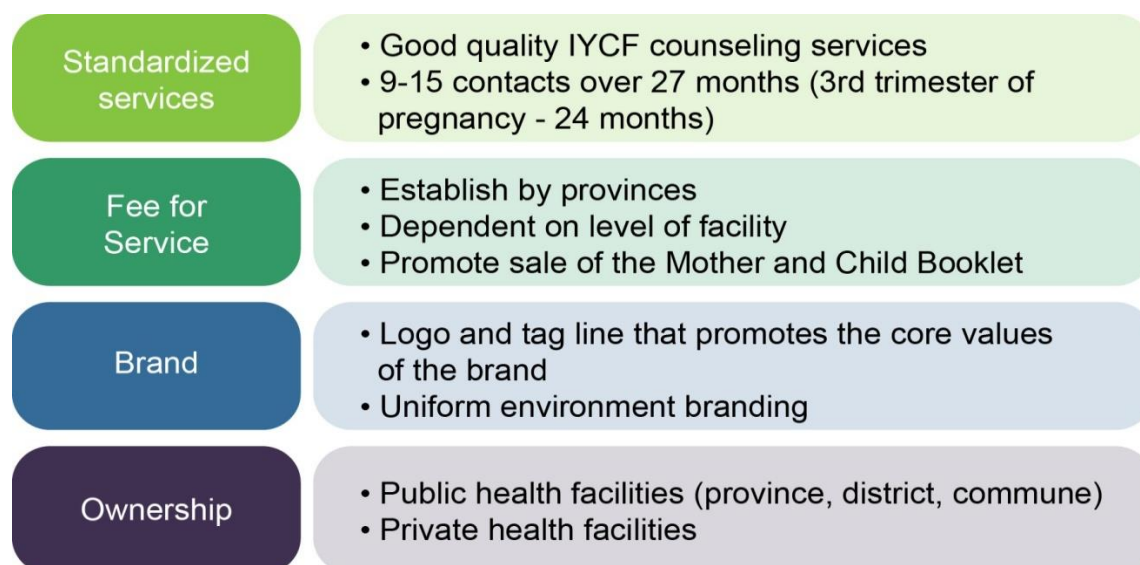 Standardized
services
• Good quality IYCF counseling services
• 9-15 contacts over 27 months (3rd trimester of
pregnancy - 24 months)
Fee for
Service
• Establish by provinces
• Dependent on level of facility
• Promote sale of the Mother and Child Booklet
Brand
• Logo and tag line that promotes the core values
of the brand
• Uniform environment branding
Ownership
• Public health facilities (province, district, commune)
• Private health facilities